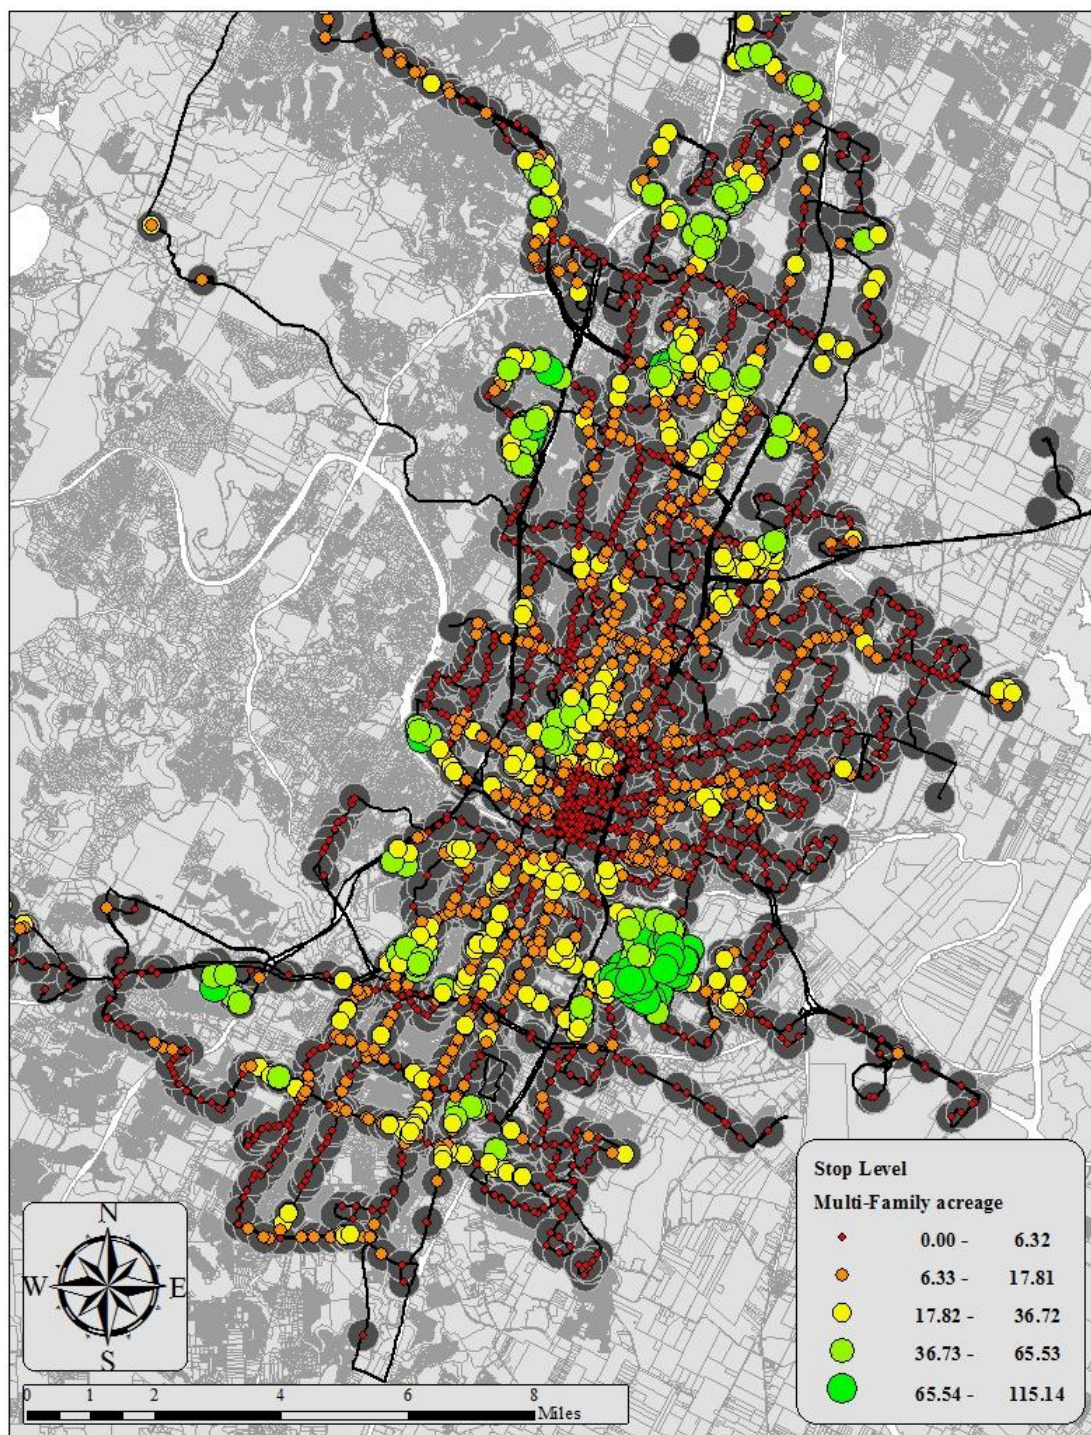 Stop Level
Multi-Family acreage
0.00 - 6.32
6.33 - 17.81
17.82 - 36.72
36.73 - 65.53
65.54 - 115.14
N
W E
S
0 1 2 4 6 8
Miles